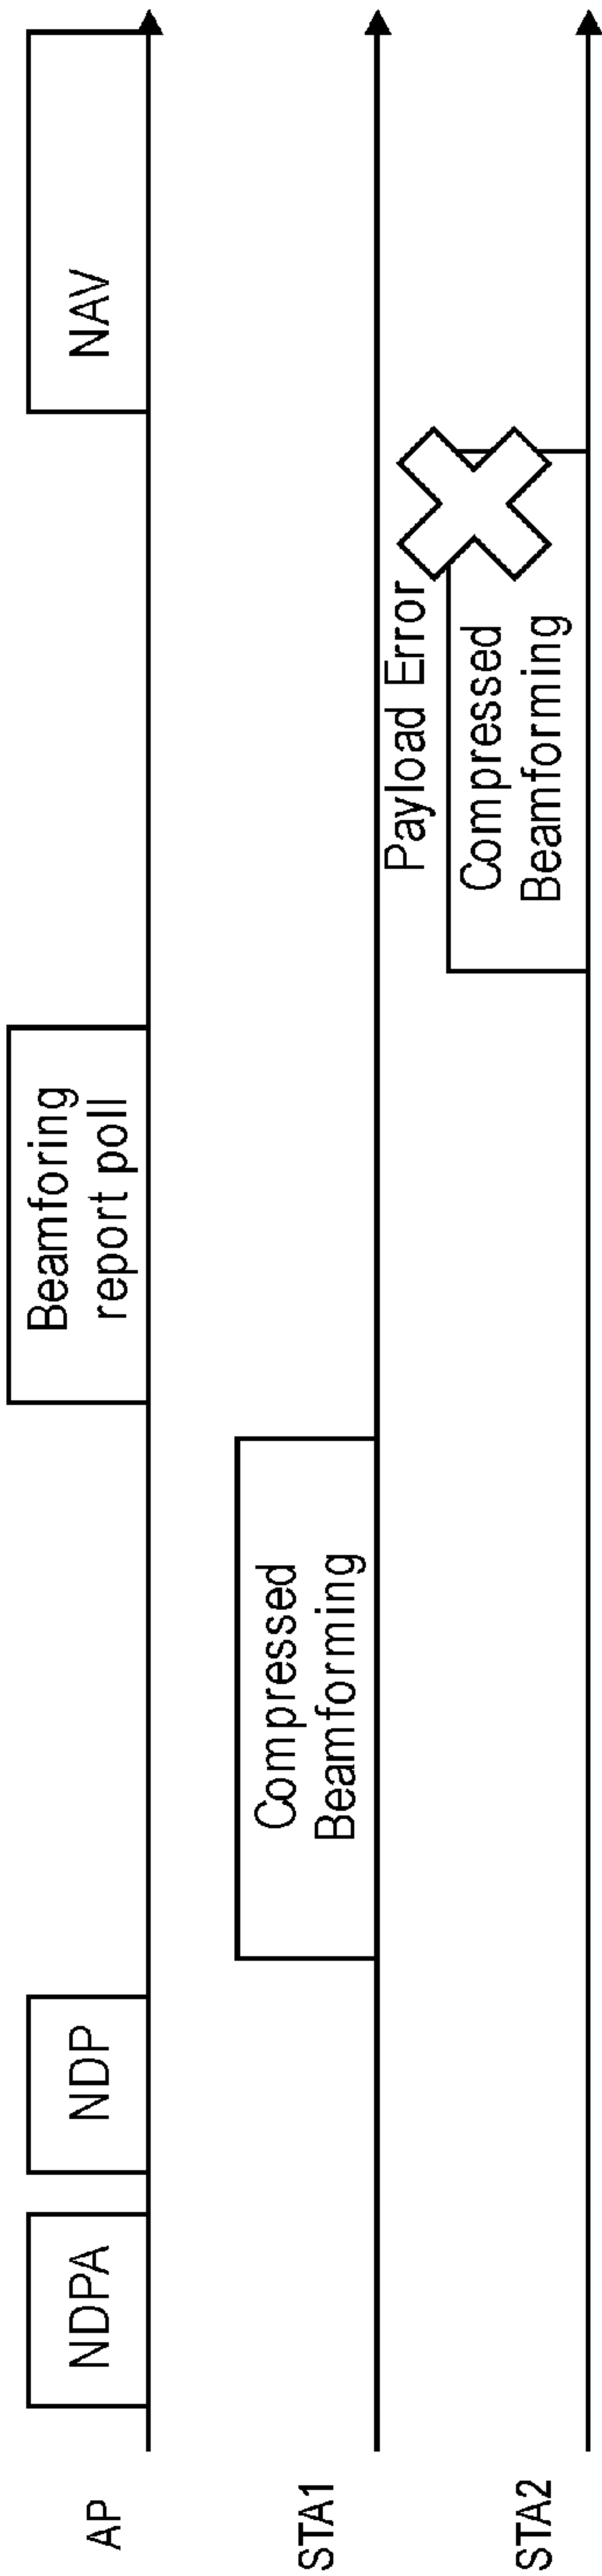 AP
NDPA
NDP
Beamforing
report poll
NAV
STA1
Compressed
Beamforming
STA2
Payload Error
Compressed
Beamforming